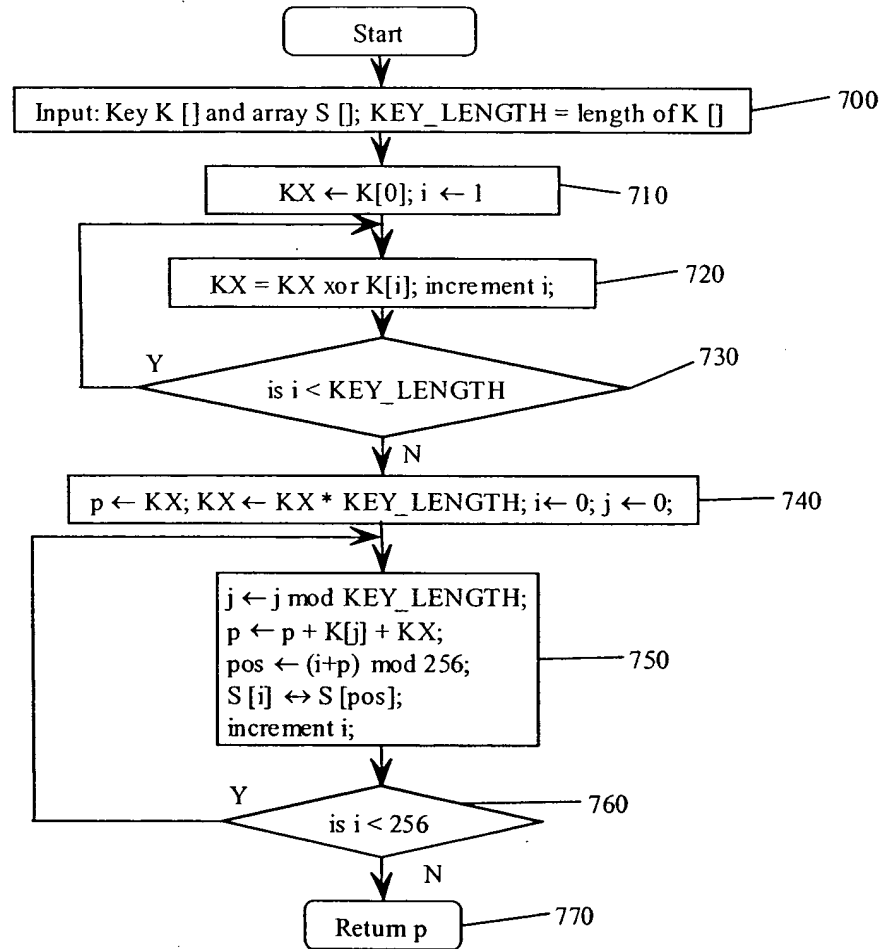 Start
Input: Key K [] and array S []; KEY_LENGTH = length of K []
700
KX ← K[0]; i ← 1
710
KX = KX xor K[i]; increment i;
720
Y
730
is i < KEY_LENGTH
N
p ← KX; KX ← KX * KEY_LENGTH; i← 0; j ← 0;
740
j ← j mod KEY_LENGTH;
p ← p + K[j] + KX;
pos ← (i+p) mod 256;
S [i] ↔ S [pos];
increment i;
750
Y
760
is i < 256
N
Return p
770